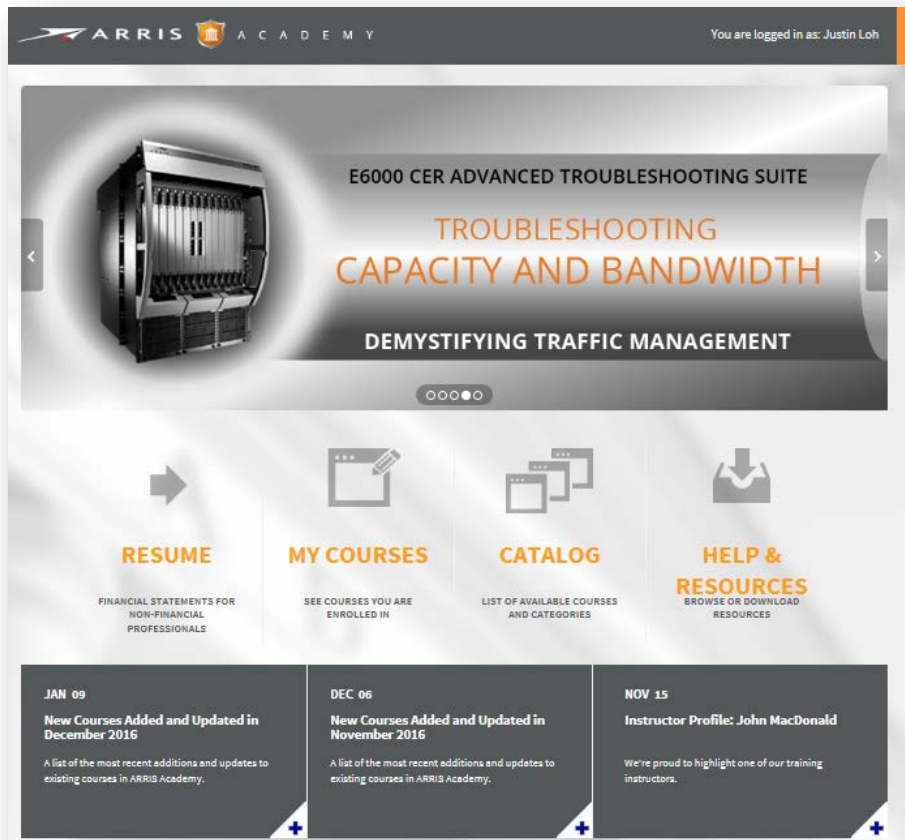 ARRIS ACADEMY
You are logged in as: Justin Loh
E6000 CER ADVANCED TROUBLESHOOTING SUITE
TROUBLESHOOTING
CAPACITY AND BANDWIDTH
DEMYSTIFYING TRAFFIC MANAGEMENT
RESUME
FINANCIAL STATEMENTS FOR
NON-FINANCIAL
PROFESSIONALS
MY COURSES
SEE COURSES YOU ARE
ENROLLED IN
CATALOG
LIST OF AVAILABLE COURSES
AND CATEGORIES
HELP &
RESOURCES
BROWSE OR DOWNLOAD
RESOURCES
JAN 09
New Courses Added and Updated in
December 2016
A list of the most recent additions and updates to
existing courses in ARRIS Academy.
DEC 06
New Courses Added and Updated in
November 2016
A list of the most recent additions and updates to
existing courses in ARRIS Academy.
NOV 15
Instructor Profile: John MacDonald
We're proud to highlight one of our training
instructors.